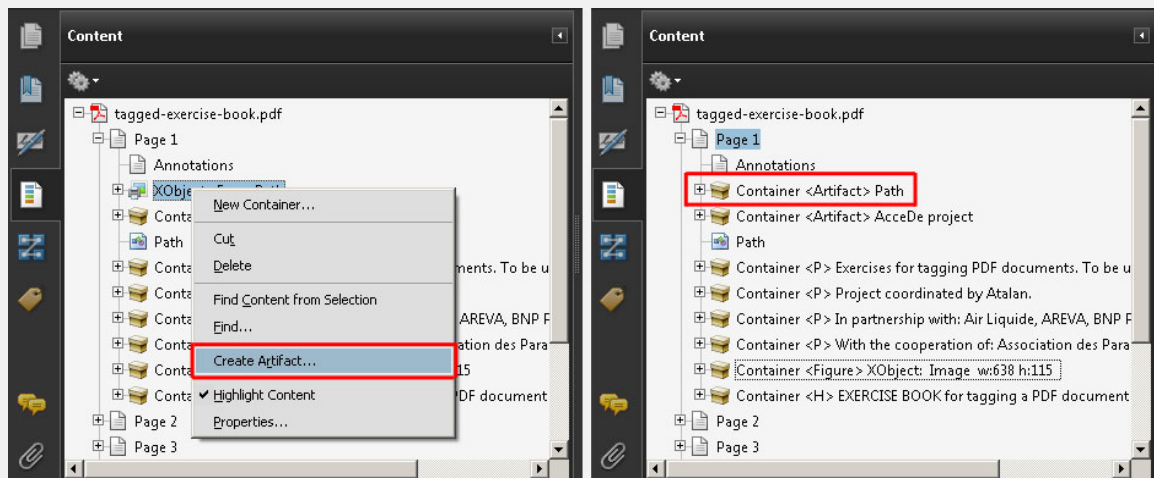 Content
tagged-exercise-book.pdf
Page 1
Annotations
Conta
Path
Conta
ments. To be u
Conta
Conta
AREVA, BNP F
Conta
ation des Para
Conta
15
Conta
PDF document
Page 2
Page 3
New Container...
Cut
Delete
Find Content from Selection
Find...
Create Artifact...
Highlight Content
Properties...
Content
tagged-exercise-book.pdf
Page 1
Annotations
Container <Artifact> Path
Container <Artifact> AcceDe project
Path
Container <P> Exercises for tagging PDF documents. To be u
Container <P> Project coordinated by Atalan.
Container <P> In partnership with: Air Liquide, AREVA, BNP F
Container <P> With the cooperation of: Association des Para
Container <Figure> XObject: Image w:638 h:115
Container <H> EXERCISE BOOK for tagging a PDF document
Page 2
Page 3